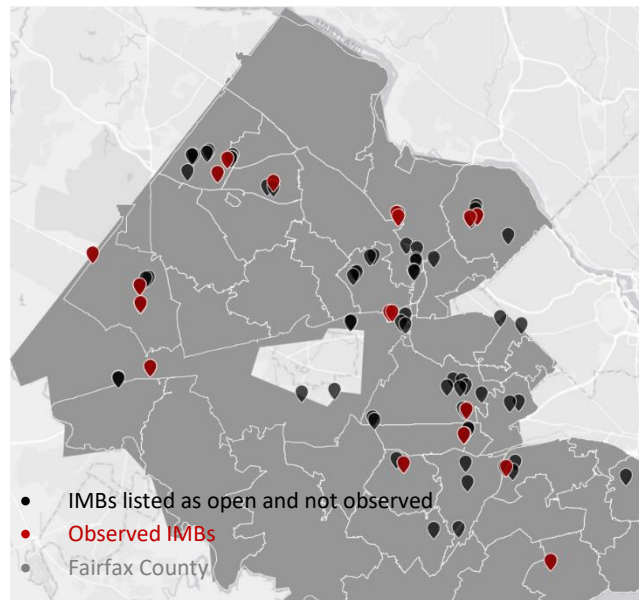 IMBs listed as open and not observed
Observed IMBs
Fairfax County